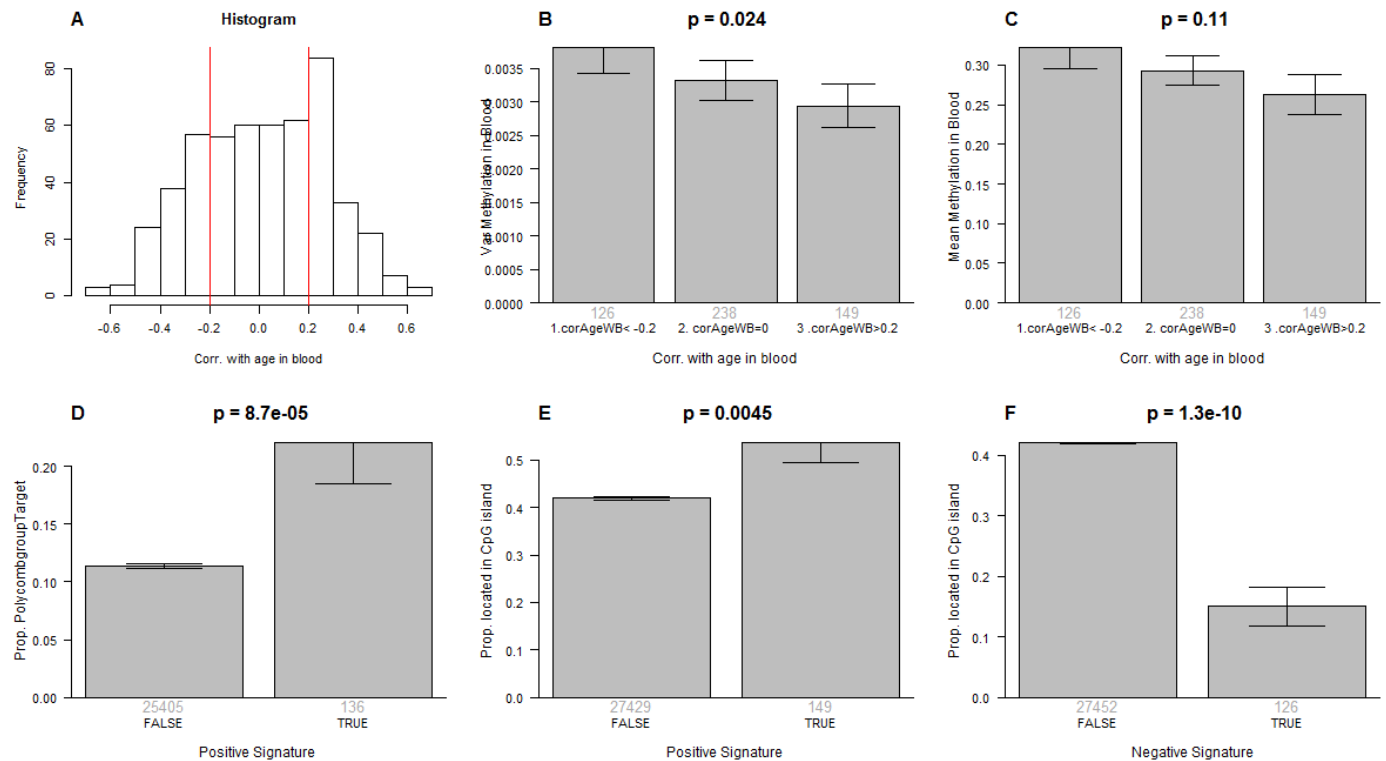 A
Histogram
Frequency
0
20
40
60
80
-0.6
-0.4
-0.2
0.0
0.2
0.4
0.6
Corr. with age in blood
B
p = 0.024
Var Methylation in Blood
0.0000
0.0005
0.0010
0.0015
0.0020
0.0025
0.0030
0.0035
126
238
149
1.corAgeWB< -0.2
2. corAgeWB=0
3 .corAgeWB>0.2
Corr. with age in blood
C
p = 0.11
Mean Methylation in Blood
0.00
0.05
0.10
0.15
0.20
0.25
0.30
126
238
149
1.corAgeWB< -0.2
2. corAgeWB=0
3 .corAgeWB>0.2
Corr. with age in blood
D
p = 8.7e-05
Prop. PolycombgroupTarget
0.00
0.05
0.10
0.15
0.20
25405
136
FALSE
TRUE
Positive Signature
E
p = 0.0045
Prop. located in CpG island
0.0
0.1
0.2
0.3
0.4
0.5
27429
149
FALSE
TRUE
Positive Signature
F
p = 1.3e-10
Prop. located in CpG island
0.0
0.1
0.2
0.3
0.4
27452
126
FALSE
TRUE
Negative Signature